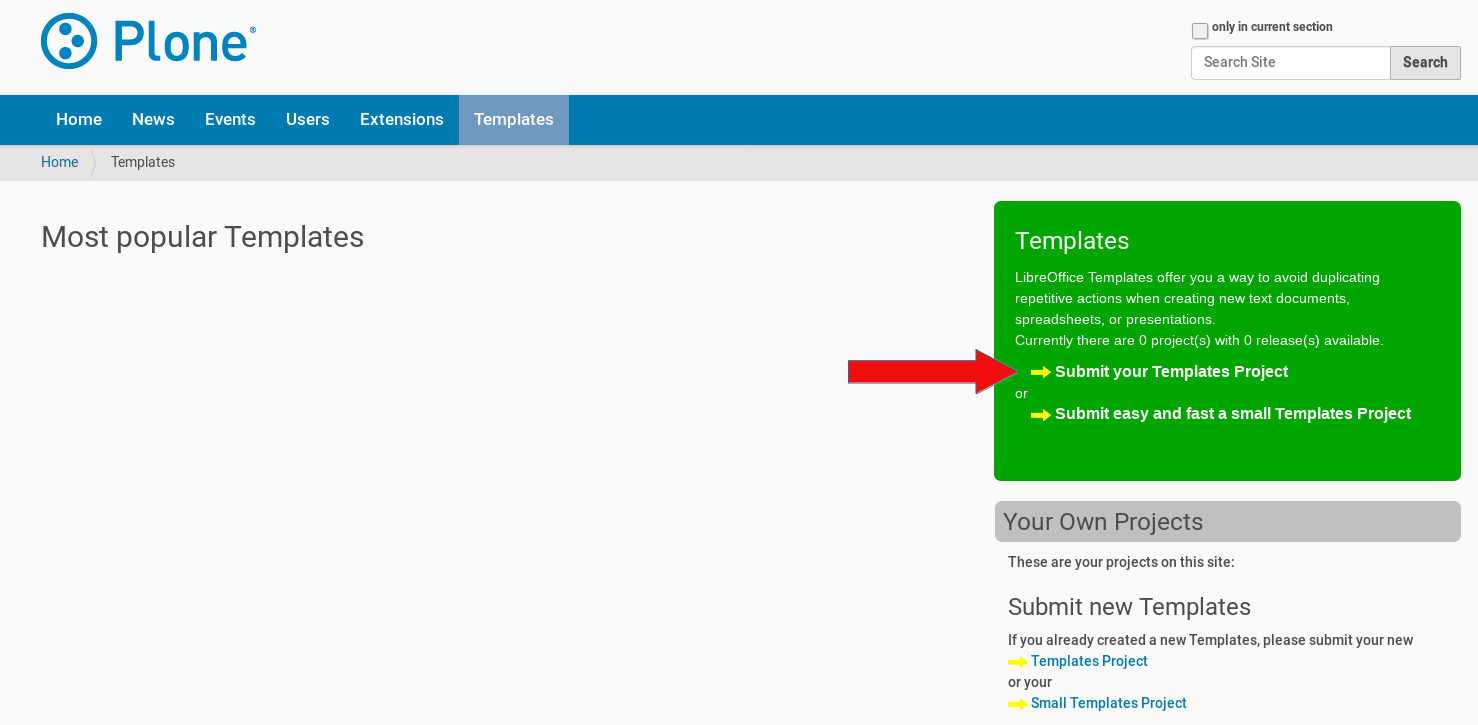 Plone®
only in current section
Search Site
Search
Home
News
Events
Users
Extensions
Templates
Home
Templates
Most popular Templates
Templates
LibreOffice Templates offer you a way to avoid duplicating
repetitive actions when creating new text documents,
spreadsheets, or presentations.
Currently there are 0 project(s) with 0 release(s) available.
Submit your Templates Project
or
Submit easy and fast a small Templates Project
Your Own Projects
These are your projects on this site:
Submit new Templates
If you already created a new Templates, please submit your new
Templates Project
or your
Small Templates Project